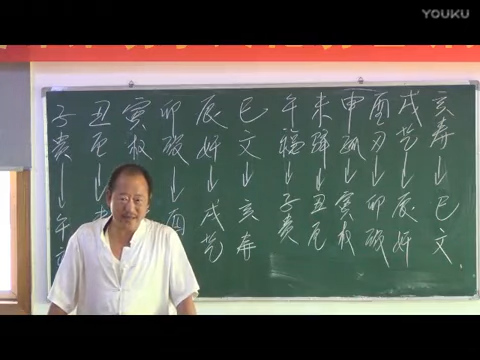 YOUKU
子贵↓午
丑厄↓
寅权
卯破↓酉
辰奸↓戌艺
巳文↓亥寿
午福↓子贵
未驿↓丑厄
申孤↓寅权
酉刃↓卯破
戌艺↓辰奸
亥寿↓巳文